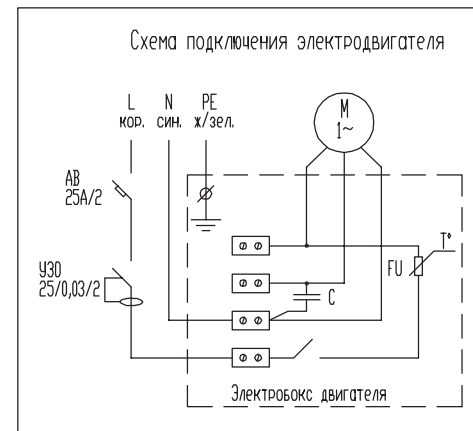 Схема подключения электродвигателя
L N PE
кор. син. ж/зел.
M
1~
АВ
25А/2
T°
FU
УЗО
25/0,03/2
C
Электробокс двигателя